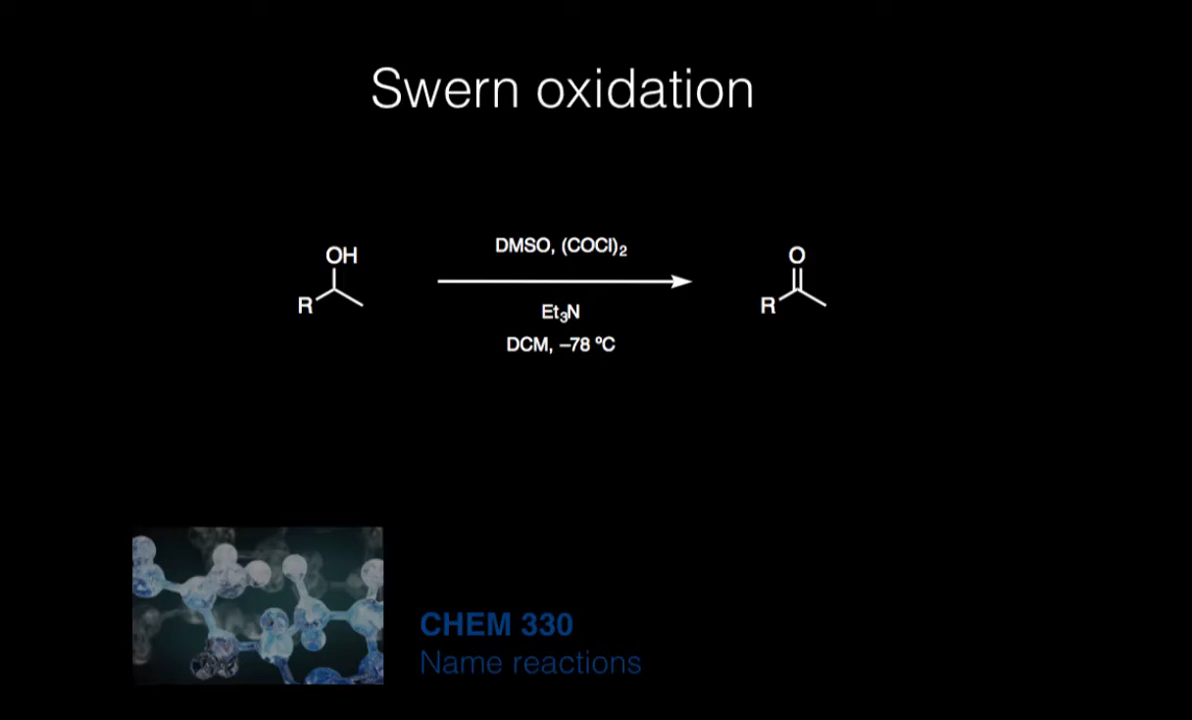 Swern oxidation
OH
R
DMSO, (COCl)₂
Et₃N
DCM, –78 ºC
O
R
CHEM 330
Name reactions